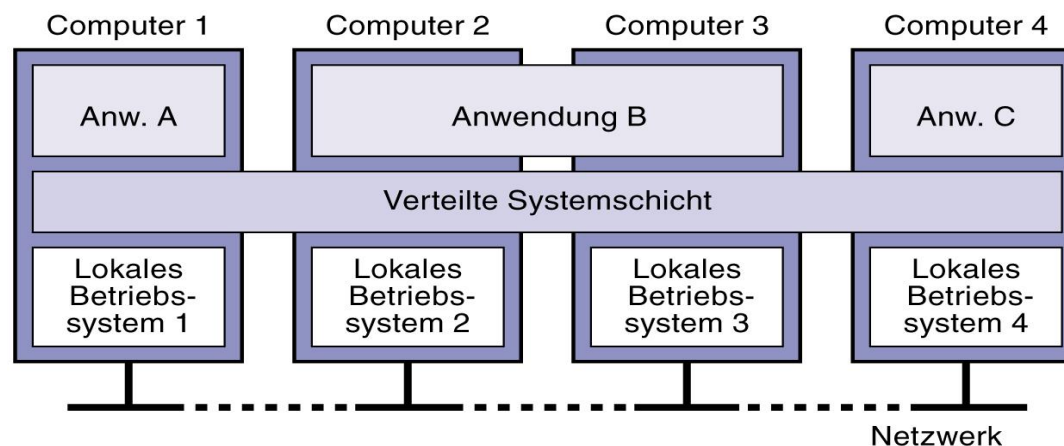 Computer 1
Computer 2
Computer 3
Computer 4
Anw. A
Anwendung B
Anw. C
Verteilte Systemschicht
Lokales
Betriebs-
system 1
Lokales
Betriebs-
system 2
Lokales
Betriebs-
system 3
Lokales
Betriebs-
system 4
Netzwerk